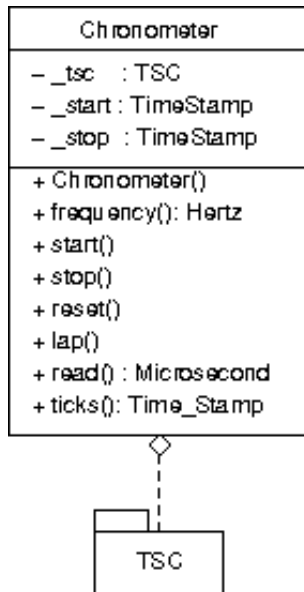 Chronometer
– _tsc : TSC
– _start : TimeStamp
– _stop : TimeStamp
+ Chronometer()
+ frequency(): Hertz
+ start()
+ stop()
+ reset()
+ lap()
+ read() : Microsecond
+ ticks(): Time_Stamp
TSC